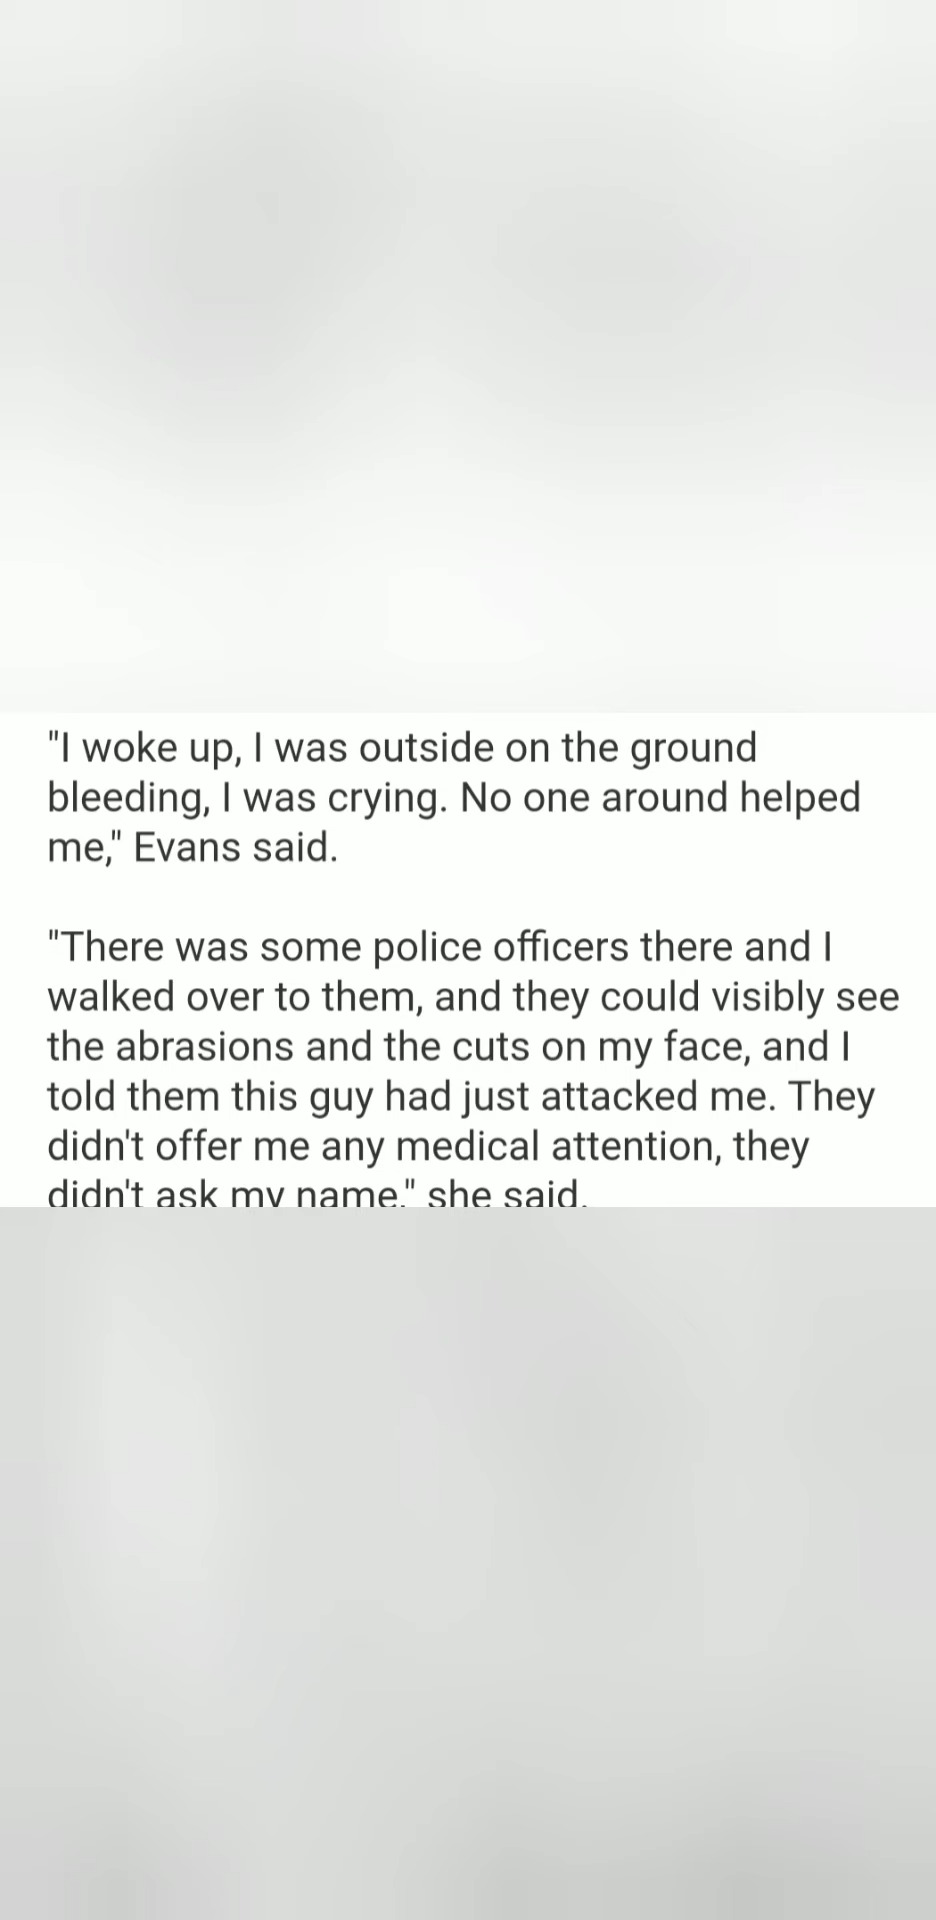 "I woke up, I was outside on the ground
bleeding, I was crying. No one around helped
me," Evans said.
"There was some police officers there and I
walked over to them, and they could visibly see
the abrasions and the cuts on my face, and I
told them this guy had just attacked me. They
didn't offer me any medical attention, they
didn't ask my name," she said.